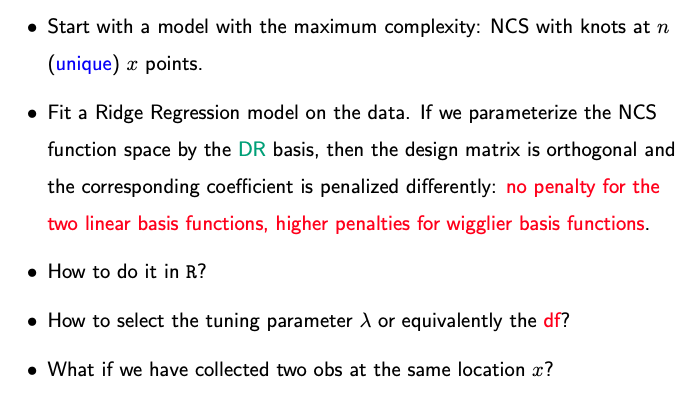 • Start with a model with the maximum complexity: NCS with knots at n
(unique) x points.
• Fit a Ridge Regression model on the data. If we parameterize the NCS
function space by the DR basis, then the design matrix is orthogonal and
the corresponding coefficient is penalized differently: no penalty for the
two linear basis functions, higher penalties for wigglier basis functions.
• How to do it in R?
• How to select the tuning parameter λ or equivalently the df?
• What if we have collected two obs at the same location x?